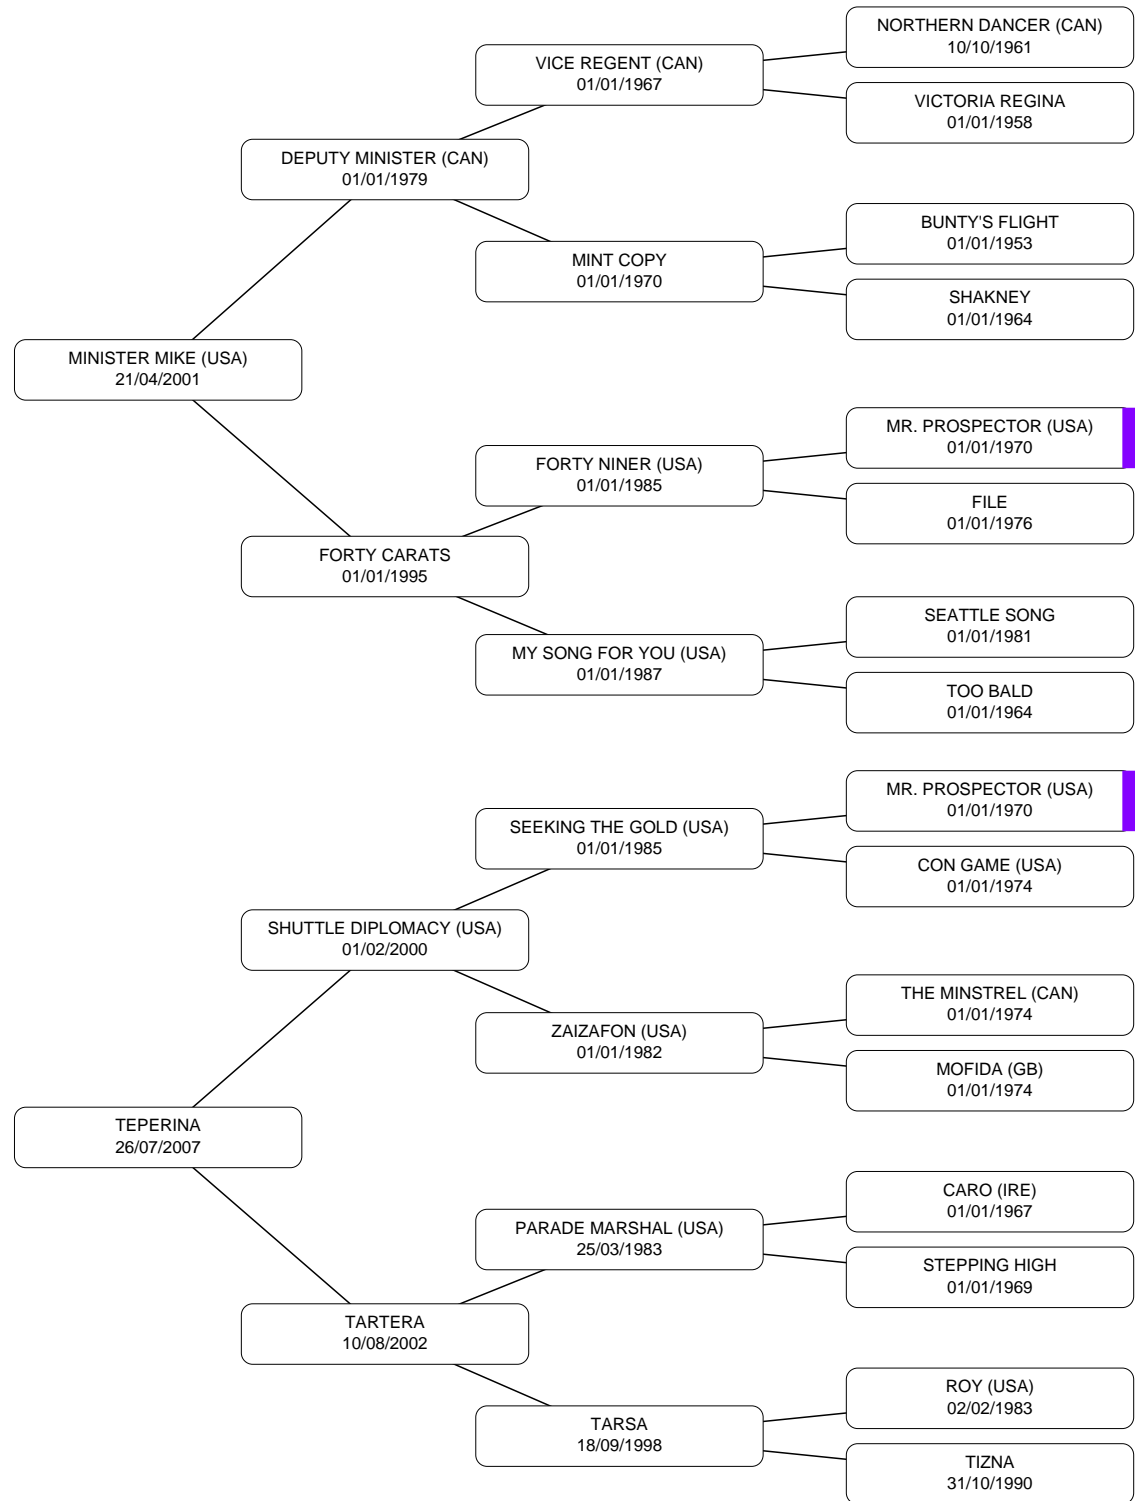 NORTHERN DANCER (CAN)
10/10/1961
VICE REGENT (CAN)
01/01/1967
VICTORIA REGINA
01/01/1958
DEPUTY MINISTER (CAN)
01/01/1979
BUNTY'S FLIGHT
01/01/1953
MINT COPY
01/01/1970
SHAKNEY
01/01/1964
MINISTER MIKE (USA)
21/04/2001
MR. PROSPECTOR (USA)
01/01/1970
FORTY NINER (USA)
01/01/1985
FILE
01/01/1976
FORTY CARATS
01/01/1995
SEATTLE SONG
01/01/1981
MY SONG FOR YOU (USA)
01/01/1987
TOO BALD
01/01/1964
MR. PROSPECTOR (USA)
01/01/1970
SEEKING THE GOLD (USA)
01/01/1985
CON GAME (USA)
01/01/1974
SHUTTLE DIPLOMACY (USA)
01/02/2000
THE MINSTREL (CAN)
01/01/1974
ZAIZAFON (USA)
01/01/1982
MOFIDA (GB)
01/01/1974
TEPERINA
26/07/2007
CARO (IRE)
01/01/1967
PARADE MARSHAL (USA)
25/03/1983
STEPPING HIGH
01/01/1969
TARTERA
10/08/2002
ROY (USA)
02/02/1983
TARSA
18/09/1998
TIZNA
31/10/1990